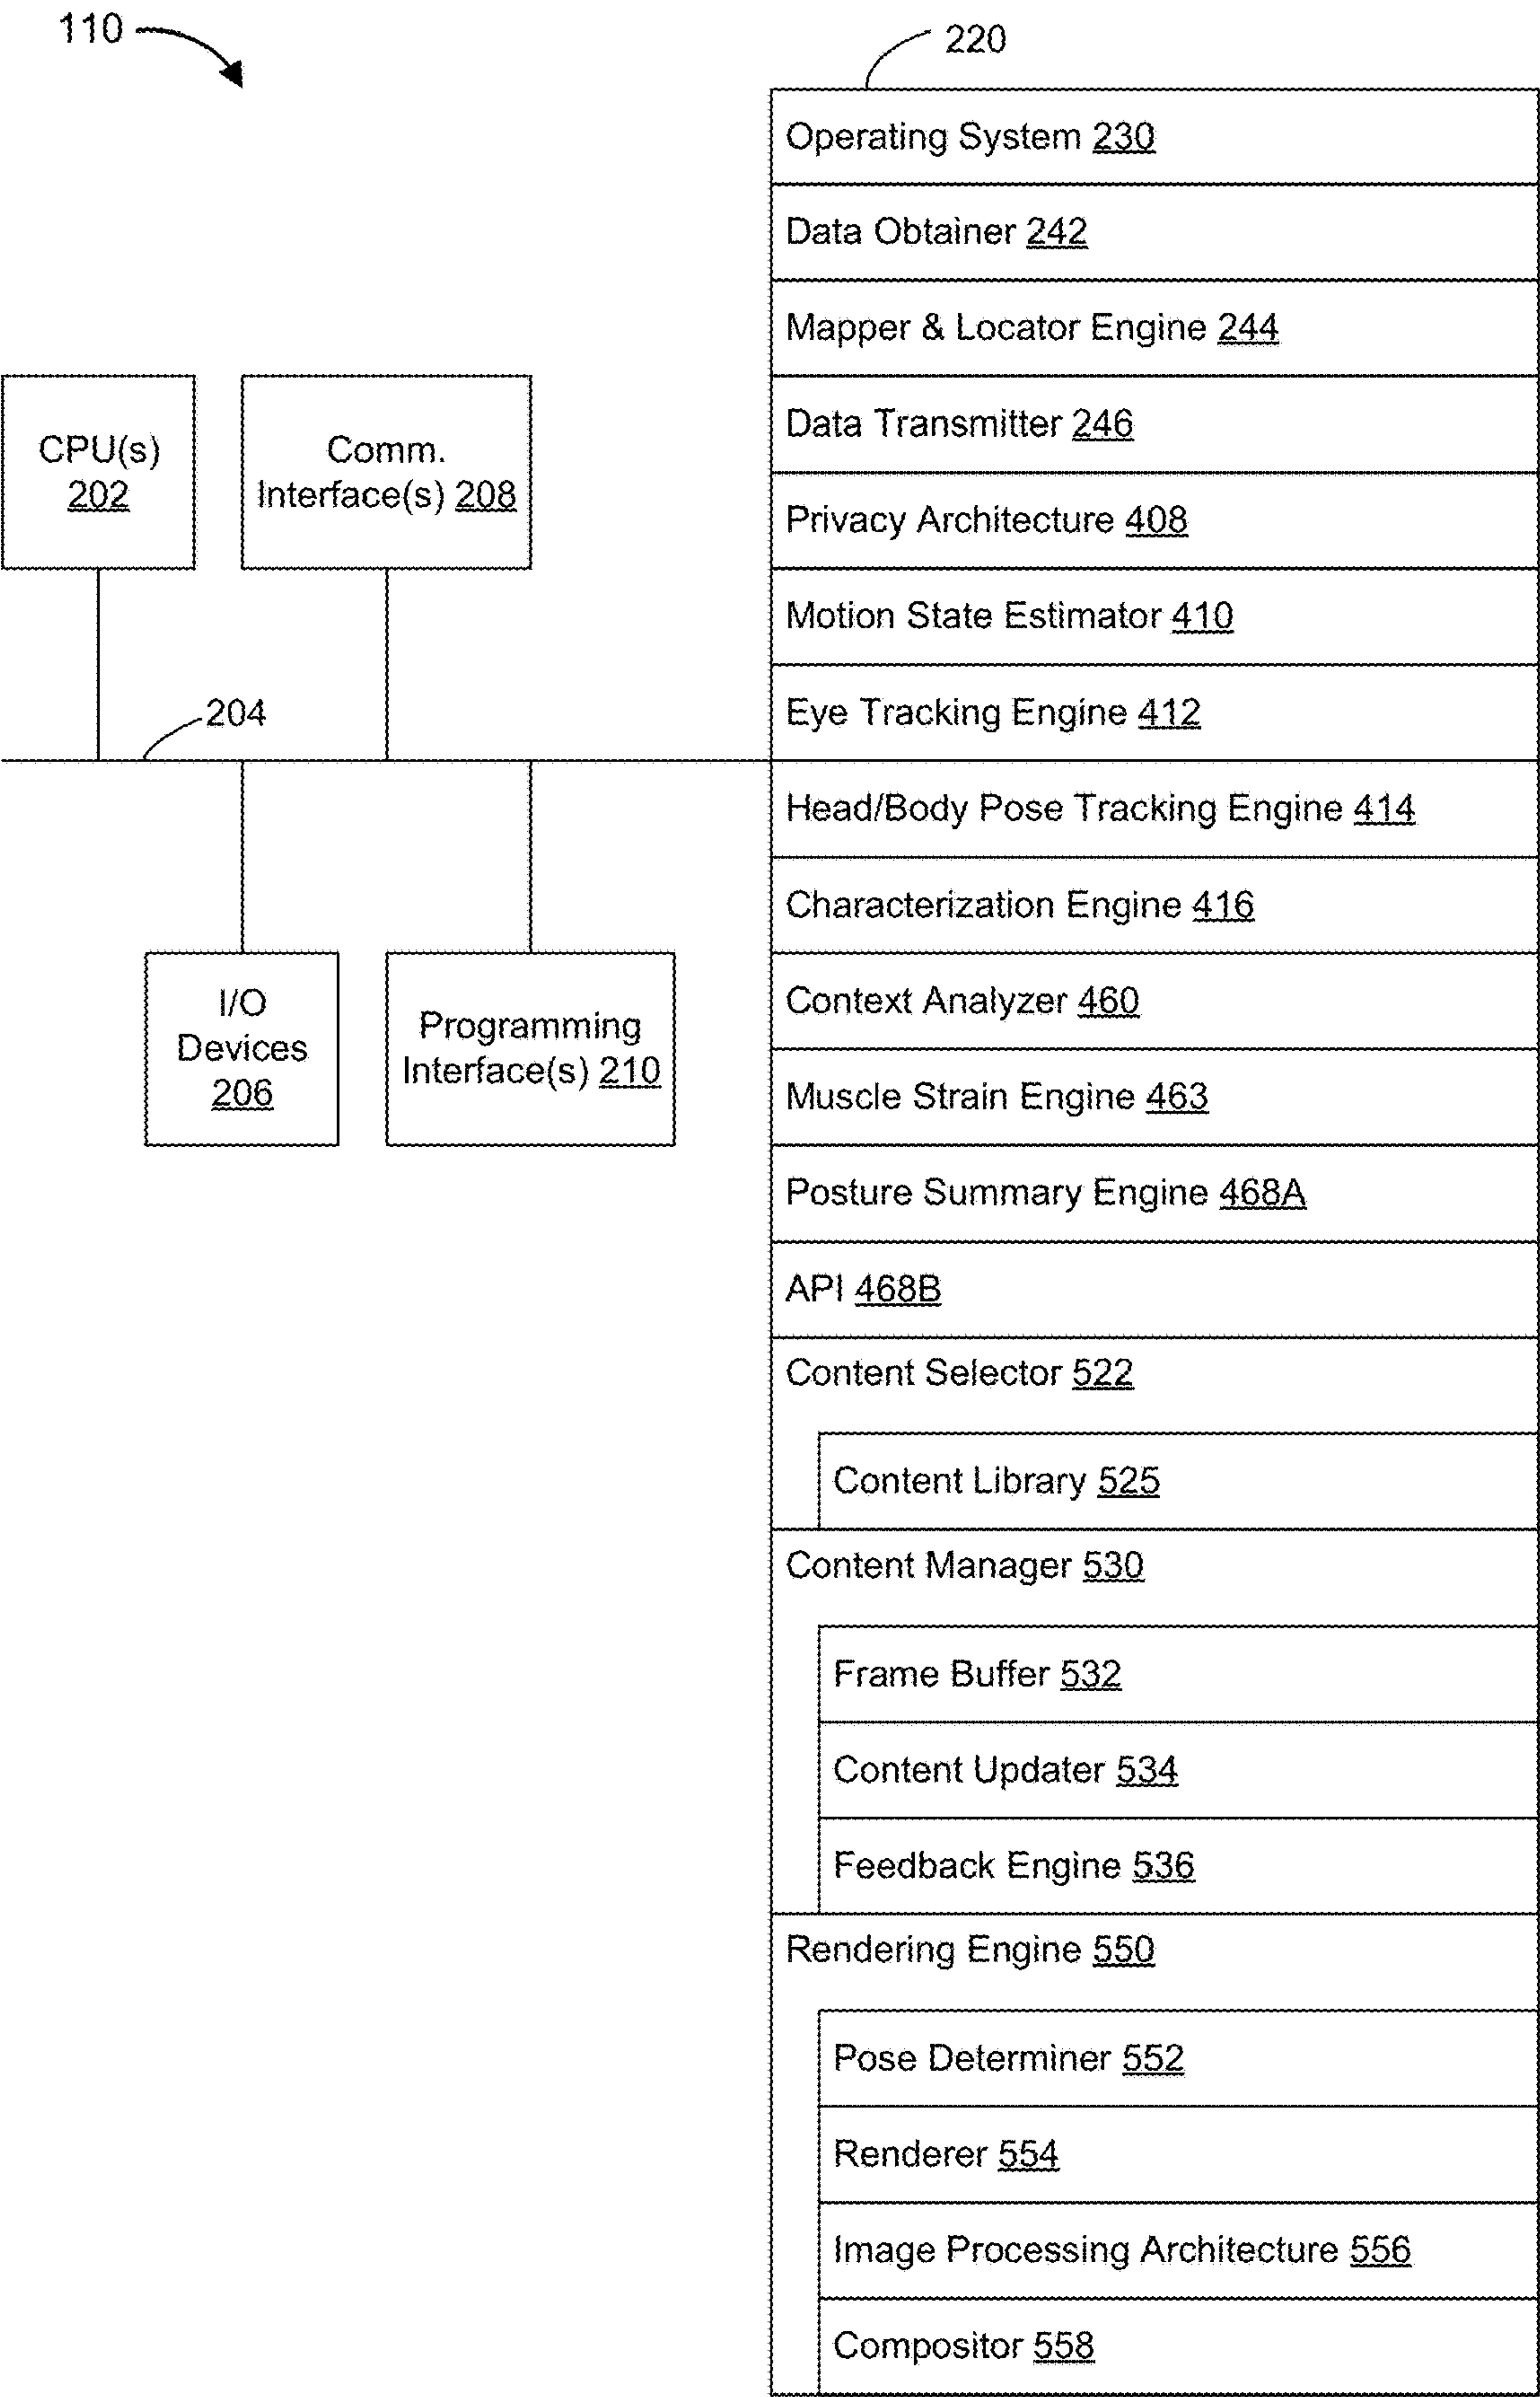 110
220
Operating System 230
Data Obtainer 242
Mapper & Locator Engine 244
Data Transmitter 246
Privacy Architecture 408
Motion State Estimator 410
Eye Tracking Engine 412
Head/Body Pose Tracking Engine 414
Characterization Engine 416
Context Analyzer 460
Muscle Strain Engine 463
Posture Summary Engine 468A
API 468B
Content Selector 522
Content Library 525
Content Manager 530
Frame Buffer 532
Content Updater 534
Feedback Engine 536
Rendering Engine 550
Pose Determiner 552
Renderer 554
Image Processing Architecture 556
Compositor 558
CPU(s)
202
Comm.
Interface(s) 208
204
I/O
Devices
206
Programming
Interface(s) 210